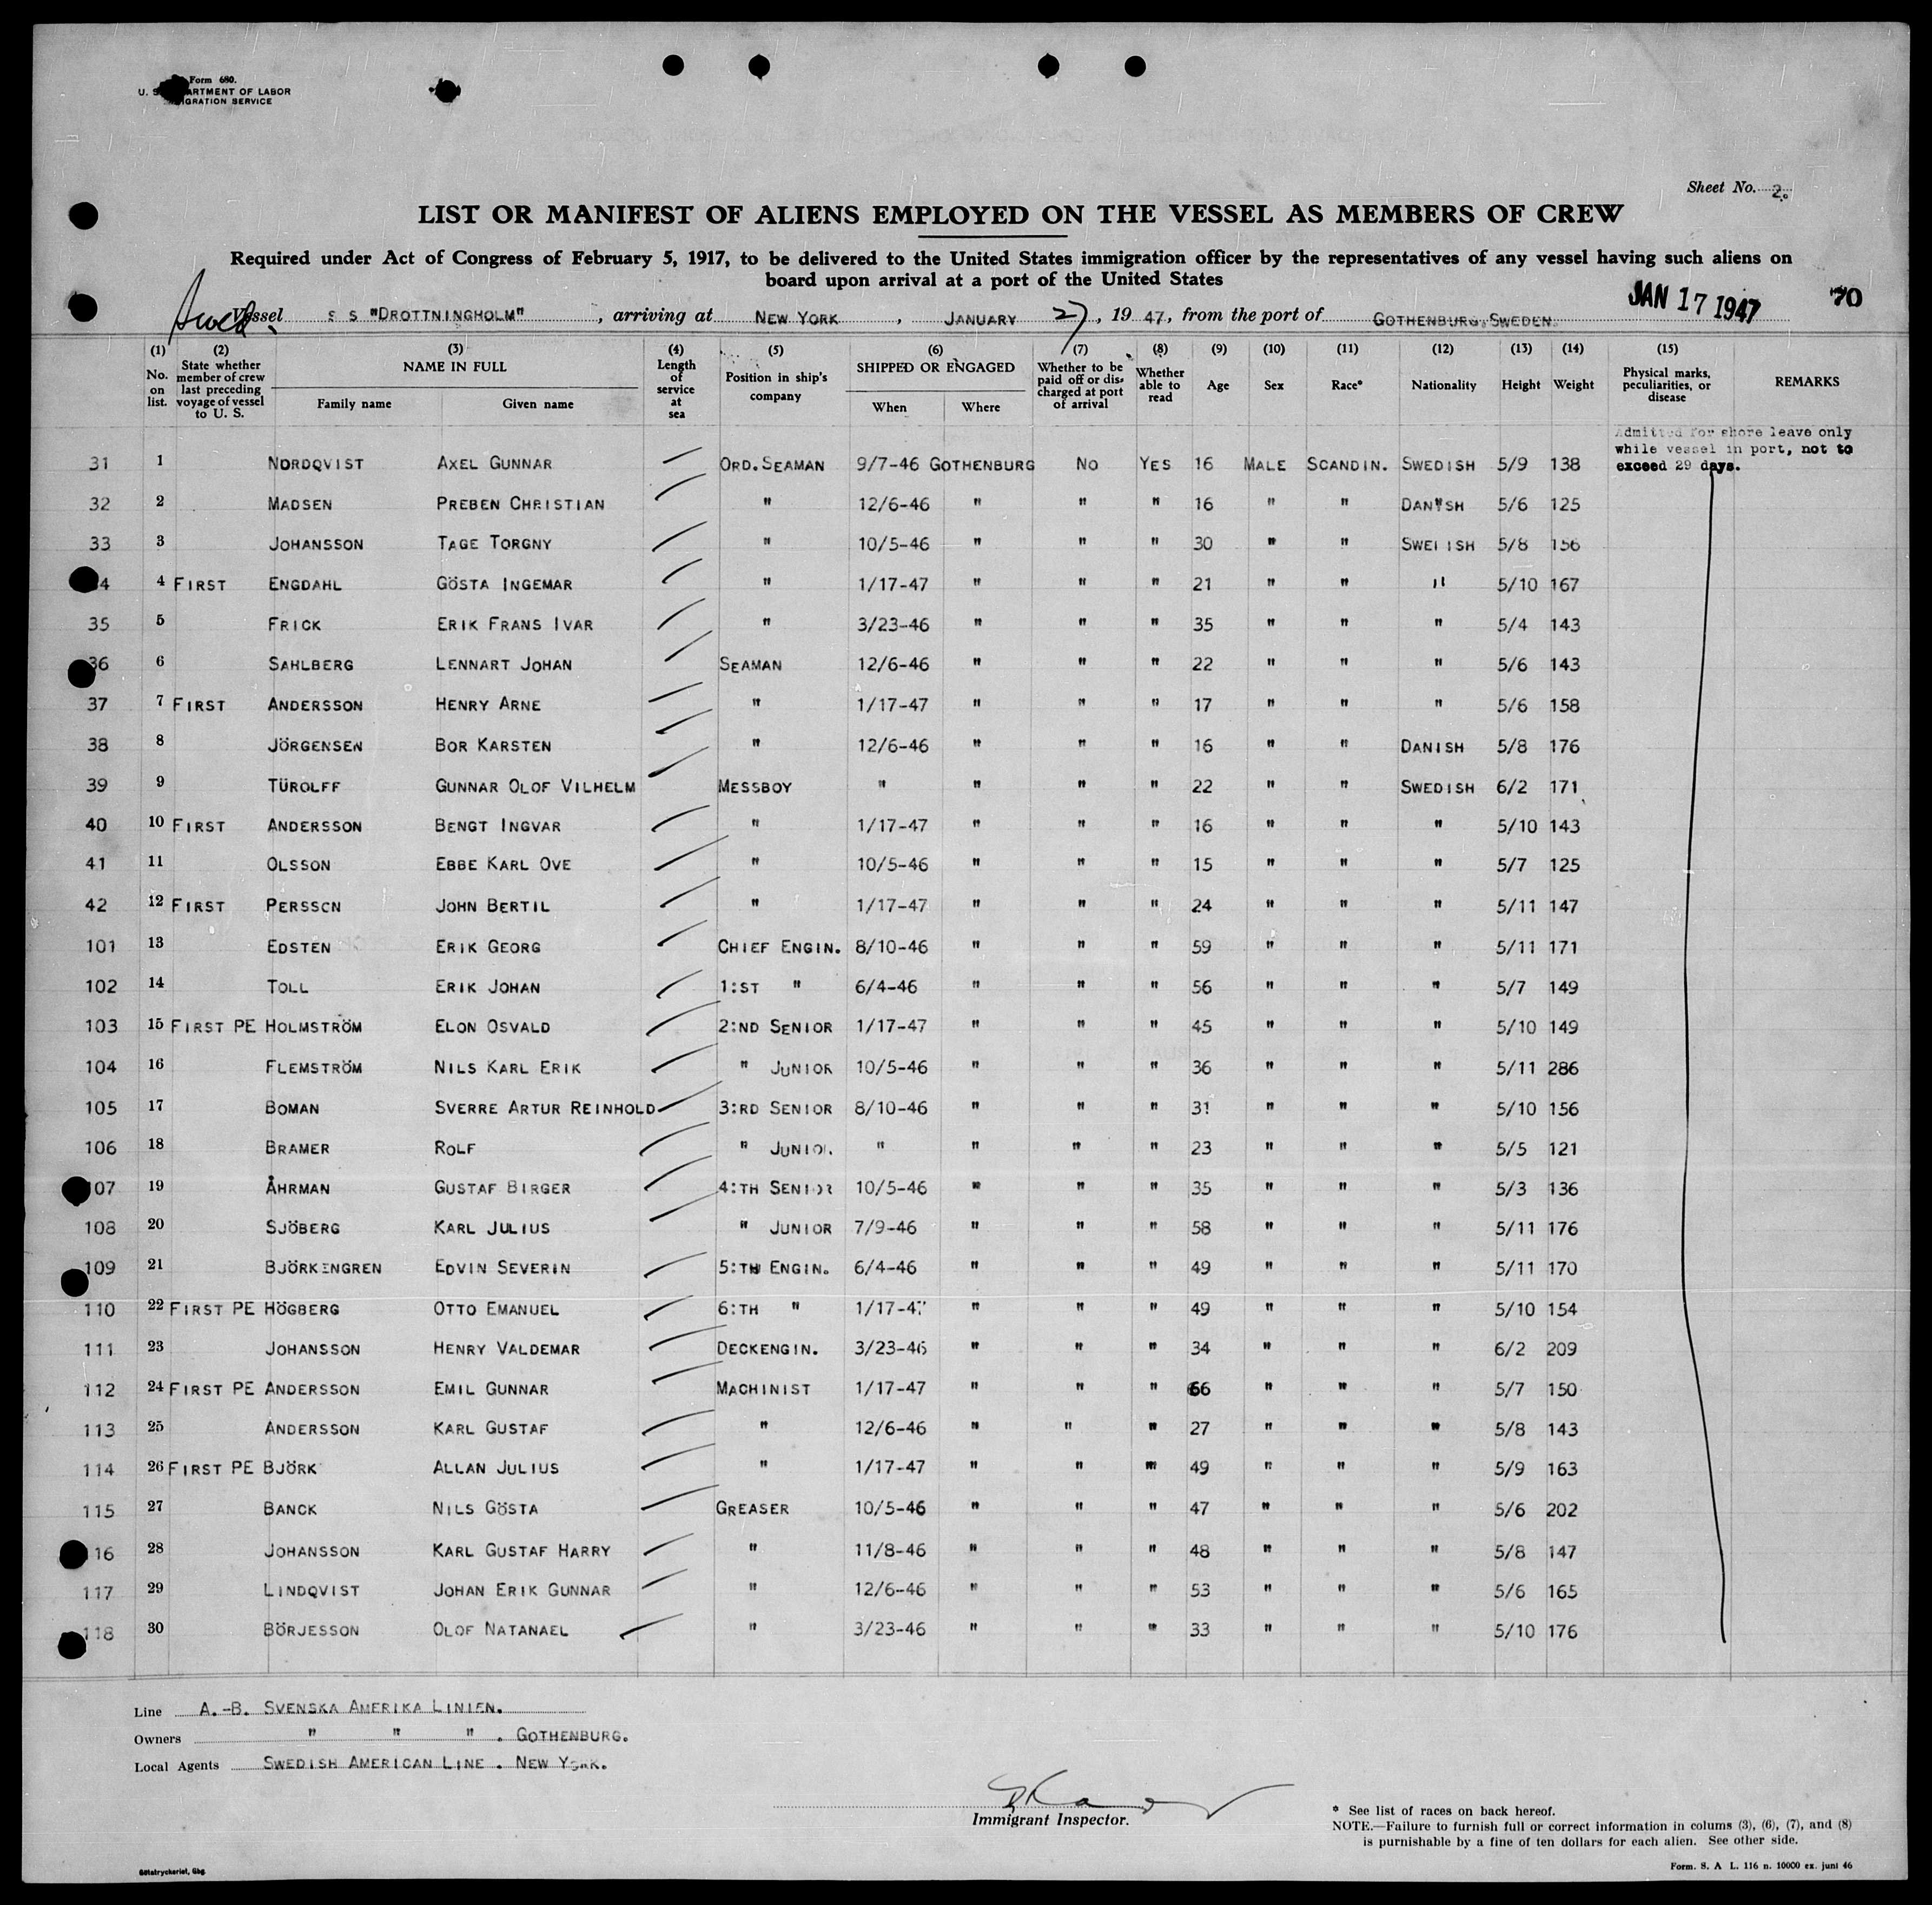 Form 680.
U. S. DEPARTMENT OF LABOR
IMMIGRATION SERVICE
Sheet No. 2.
LIST OR MANIFEST OF ALIENS EMPLOYED ON THE VESSEL AS MEMBERS OF CREW
Required under Act of Congress of February 5, 1917, to be delivered to the United States immigration officer by the representatives of any vessel having such aliens on
board upon arrival at a port of the United States
JAN 17 1947 70
Swed. Vessel S S "DROTTNINGHOLM", arriving at NEW YORK, JANUARY 27, 19 47, from the port of GOTHENBURG, SWEDEN.
(1) No. on list. (2) State whether member of crew last preceding voyage of vessel to U. S. (3) NAME IN FULL Family name Given name (4) Length of service at sea (5) Position in ship's company (6) SHIPPED OR ENGAGED When Where (7) Whether to be paid off or discharged at port of arrival (8) Whether able to read (9) Age (10) Sex (11) Race* (12) Nationality (13) Height (14) Weight (15) Physical marks, peculiarities, or disease REMARKS
Admitted for shore leave only
while vessel in port, not to
exceed 29 days.
31 1 NORDQVIST AXEL GUNNAR ORD. SEAMAN 9/7-46 GOTHENBURG NO YES 16 MALE SCANDIN. SWEDISH 5/9 138
32 2 MADSEN PREBEN CHRISTIAN " 12/6-46 " " " 16 " " DANISH 5/6 125
33 3 JOHANSSON TAGE TORGNY " 10/5-46 " " " 30 " " SWEDISH 5/8 156
34 4 FIRST ENGDAHL GÖSTA INGEMAR " 1/17-47 " " " 21 " " " 5/10 167
35 5 FRICK ERIK FRANS IVAR " 3/23-46 " " " 35 " " " 5/4 143
36 6 SAHLBERG LENNART JOHAN SEAMAN 12/6-46 " " " 22 " " " 5/6 143
37 7 FIRST ANDERSSON HENRY ARNE " 1/17-47 " " " 17 " " " 5/6 158
38 8 JÖRGENSEN BOR KARSTEN " 12/6-46 " " " 16 " " DANISH 5/8 176
39 9 TÜROLFF GUNNAR OLOF VILHELM MESSBOY " " " " 22 " " SWEDISH 6/2 171
40 10 FIRST ANDERSSON BENGT INGVAR " 1/17-47 " " " 16 " " " 5/10 143
41 11 OLSSON EBBE KARL OVE " 10/5-46 " " " 15 " " " 5/7 125
42 12 FIRST PERSSON JOHN BERTIL " 1/17-47 " " " 24 " " " 5/11 147
101 13 EDSTEN ERIK GEORG CHIEF ENGIN. 8/10-46 " " " 59 " " " 5/11 171
102 14 TOLL ERIK JOHAN 1:ST " 6/4-46 " " " 56 " " " 5/7 149
103 15 FIRST PE HOLMSTRÖM ELON OSVALD 2:ND SENIOR 1/17-47 " " " 45 " " " 5/10 149
104 16 FLEMSTRÖM NILS KARL ERIK " JUNIOR 10/5-46 " " " 36 " " " 5/11 286
105 17 BOMAN SVERRE ARTUR REINHOLD 3:RD SENIOR 8/10-46 " " " 31 " " " 5/10 156
106 18 BRAMER ROLF " JUNIOR " " " " 23 " " " 5/5 121
107 19 ÅHRMAN GUSTAF BIRGER 4:TH SENIOR 10/5-46 " " " 35 " " " 5/3 136
108 20 SJÖBERG KARL JULIUS " JUNIOR 7/9-46 " " " 58 " " " 5/11 176
109 21 BJÖRKENGREN EDVIN SEVERIN 5:TH ENGIN. 6/4-46 " " " 49 " " " 5/11 170
110 22 FIRST PE HÖGBERG OTTO EMANUEL 6:TH " 1/17-47 " " " 49 " " " 5/10 154
111 23 JOHANSSON HENRY VALDEMAR DECKENGIN. 3/23-46 " " " 34 " " " 6/2 209
112 24 FIRST PE ANDERSSON EMIL GUNNAR MACHINIST 1/17-47 " " " 66 " " " 5/7 150
113 25 ANDERSSON KARL GUSTAF " 12/6-46 " " " 27 " " " 5/8 143
114 26 FIRST PE BJÖRK ALLAN JULIUS " 1/17-47 " " " 49 " " " 5/9 163
115 27 BANCK NILS GÖSTA GREASER 10/5-46 " " " 47 " " " 5/6 202
116 28 JOHANSSON KARL GUSTAF HARRY " 11/8-46 " " " 48 " " " 5/8 147
117 29 LINDQVIST JOHAN ERIK GUNNAR " 12/6-46 " " " 53 " " " 5/6 165
118 30 BÖRJESSON OLOF NATANAEL " 3/23-46 " " " 33 " " " 5/10 176
Line A.-B. SVENSKA AMERIKA LINIEN.
Owners " " " . GOTHENBURG.
Local Agents SWEDISH AMERICAN LINE . NEW YORK.
Immigrant Inspector.
* See list of races on back hereof.
NOTE.—Failure to furnish full or correct information in colums (3), (6), (7), and (8)
is purnishable by a fine of ten dollars for each alien. See other side.
Götatryckeriet, Gbg
Form. S. A L. 116 n. 10000 ex. juni 46